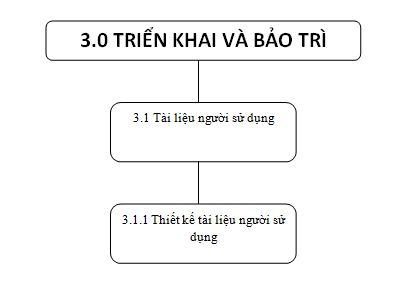 3.0 TRIỂN KHAI VÀ BẢO TRÌ
3.1 Tài liệu người sử dụng
3.1.1 Thiết kế tài liệu người sử
dụng